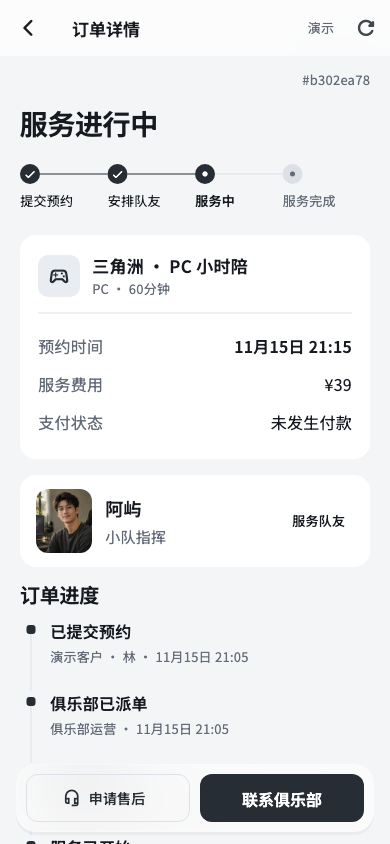 订单详情
演示
#b302ea78
服务进行中
提交预约
安排队友
服务中
服务完成
三角洲 · PC 小时陪
PC · 60分钟
预约时间
11月15日 21:15
服务费用
¥39
支付状态
未发生付款
阿屿
小队指挥
服务队友
订单进度
已提交预约
演示客户 · 林 · 11月15日 21:05
俱乐部已派单
俱乐部运营 · 11月15日 21:05
申请售后
联系俱乐部